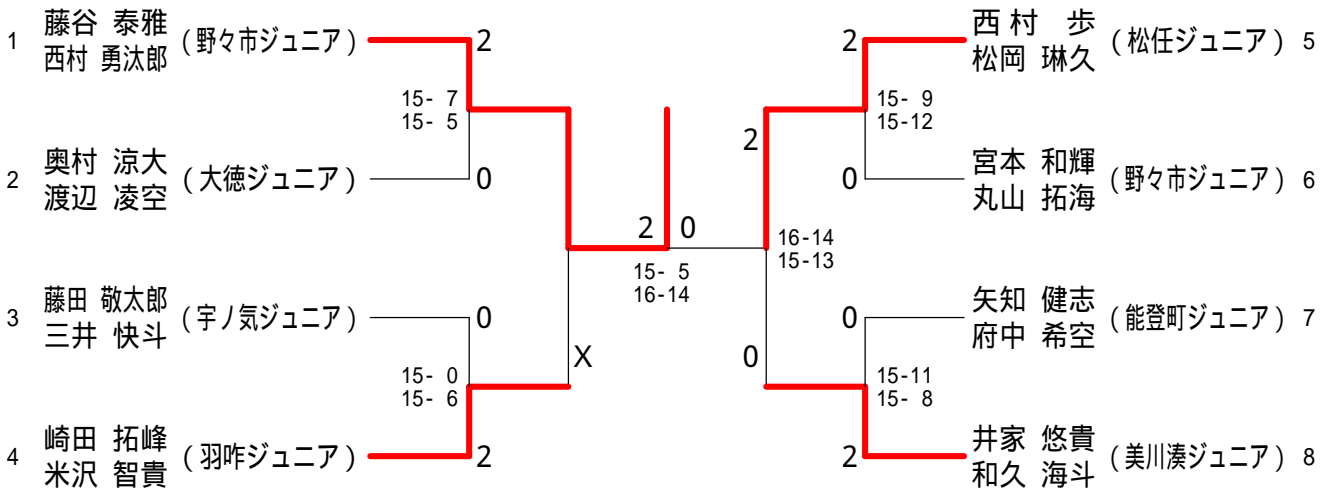 1 藤谷 泰雅
西村 勇汰郎 (野々市ジュニア) 2
15- 7
15- 5
2 奥村 涼大
渡辺 凌空 (大徳ジュニア) 0
3 藤田 敬太郎
三井 快斗 (宇ノ気ジュニア) 0
15- 0
15- 6
X
4 崎田 拓峰
米沢 智貴 (羽咋ジュニア) 2
2 0
15- 5
16-14
2 西村 歩
松岡 琳久 (松任ジュニア) 5
15- 9
15-12
2
0 宮本 和輝
丸山 拓海 (野々市ジュニア) 6
16-14
15-13
0 矢知 健志
府中 希空 (能登町ジュニア) 7
0
15-11
15- 8
2 井家 悠貴
和久 海斗 (美川湊ジュニア) 8